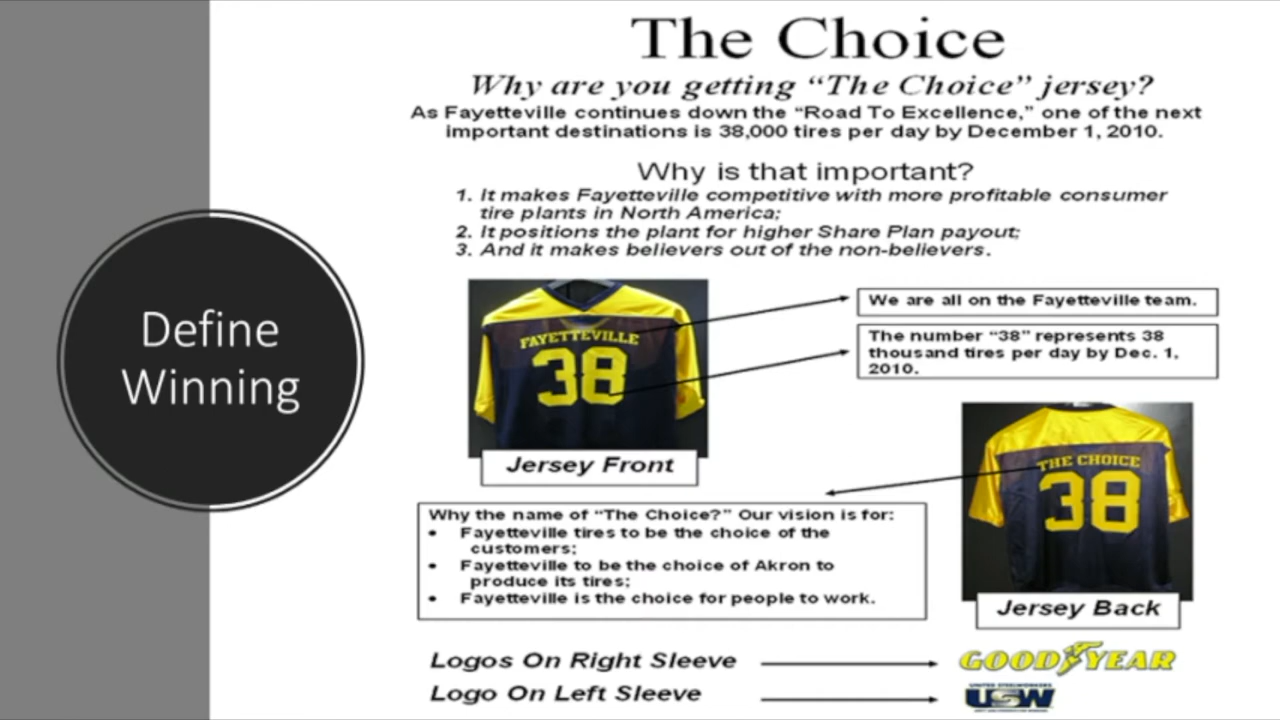 Define
Winning
The Choice
Why are you getting “The Choice” jersey?
As Fayetteville continues down the “Road To Excellence,” one of the next
important destinations is 38,000 tires per day by December 1, 2010.
Why is that important?
1. It makes Fayetteville competitive with more profitable consumer
tire plants in North America;
2. It positions the plant for higher Share Plan payout;
3. And it makes believers out of the non-believers.
FAYETTEVILLE
38
Jersey Front
We are all on the Fayetteville team.
The number “38” represents 38
thousand tires per day by Dec. 1,
2010.
THE CHOICE
38
Jersey Back
Why the name of “The Choice?” Our vision is for:
• Fayetteville tires to be the choice of the
customers;
• Fayetteville to be the choice of Akron to
produce its tires;
• Fayetteville is the choice for people to work.
Logos On Right Sleeve
GOODYEAR
Logo On Left Sleeve
UNITED STEELWORKERS
USW